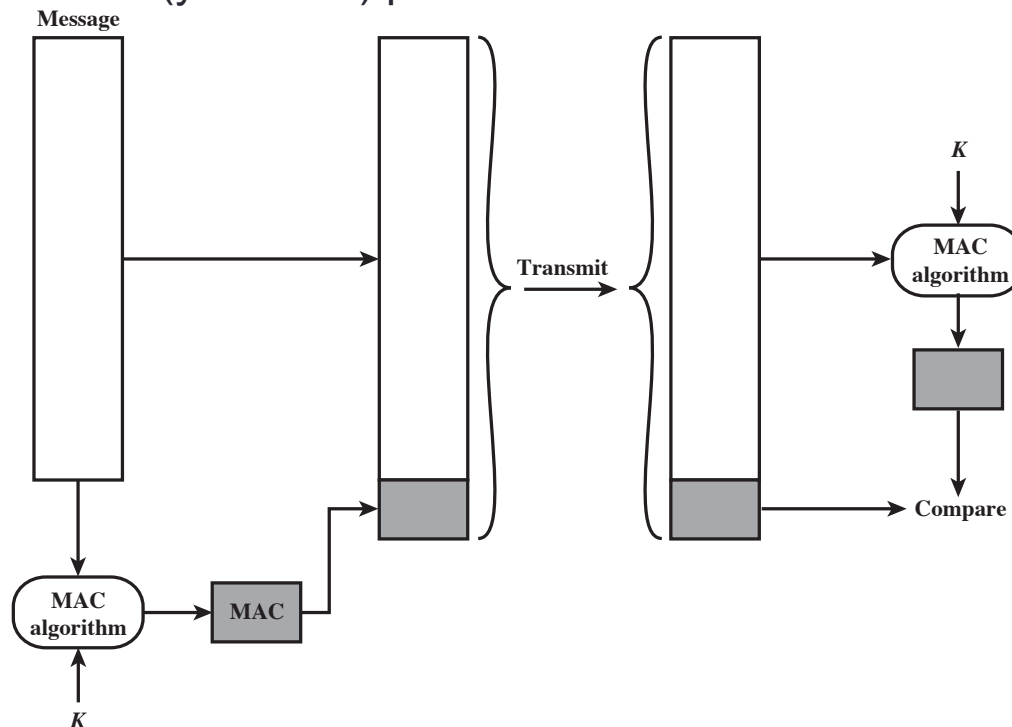 Message
K
MAC
algorithm
Transmit
Compare
MAC
algorithm
MAC
K